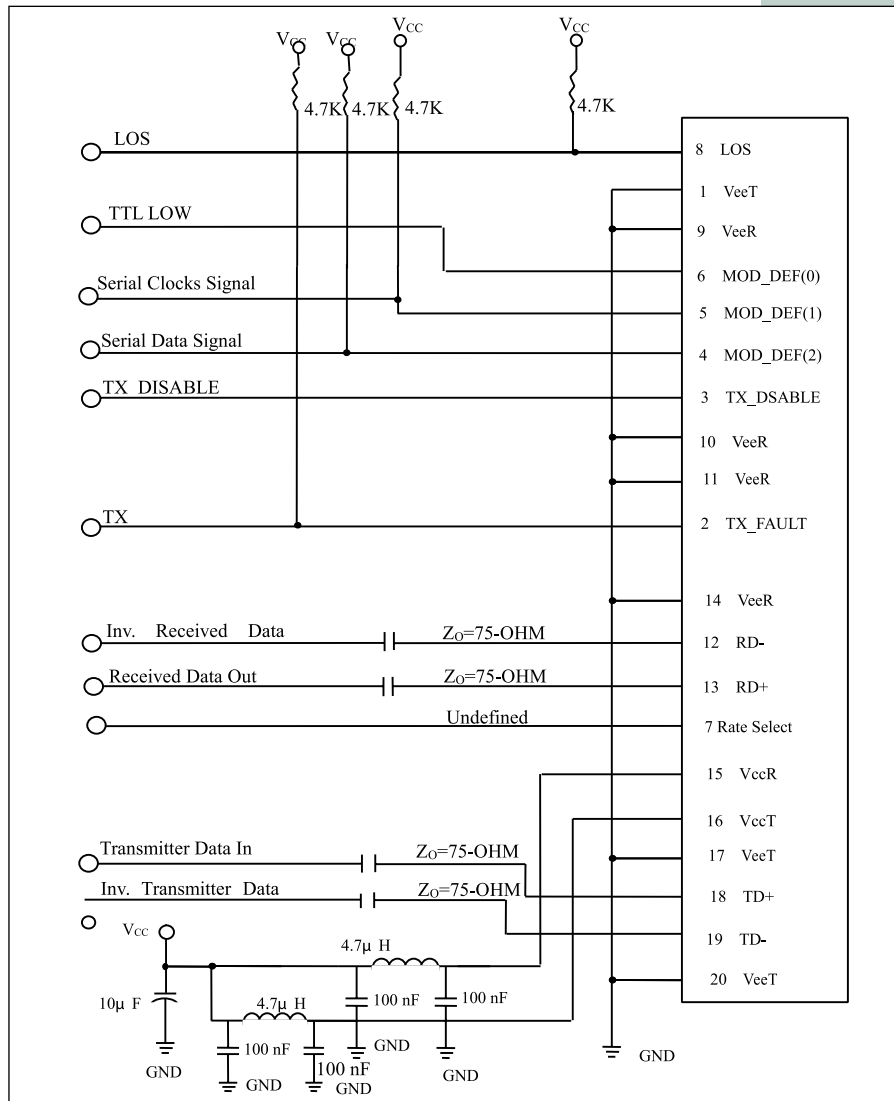 VCC VCC VCC VCC
4.7K 4.7K 4.7K 4.7K
LOS
8 LOS
1 VeeT
TTL LOW
9 VeeR
6 MOD_DEF(0)
Serial Clocks Signal
5 MOD_DEF(1)
Serial Data Signal
4 MOD_DEF(2)
TX DISABLE
3 TX_DSABLE
10 VeeR
11 VeeR
TX
2 TX_FAULT
14 VeeR
Inv. Received Data ZO=75-OHM
12 RD-
Received Data Out ZO=75-OHM
13 RD+
Undefined
7 Rate Select
15 VccR
16 VccT
Transmitter Data In ZO=75-OHM
17 VeeT
Inv. Transmitter Data ZO=75-OHM
18 TD+
VCC
19 TD-
4.7μ H
20 VeeT
10μ F
4.7μ H
100 nF
100 nF
GND
100 nF
GND
GND
100 nF
GND
GND
GND